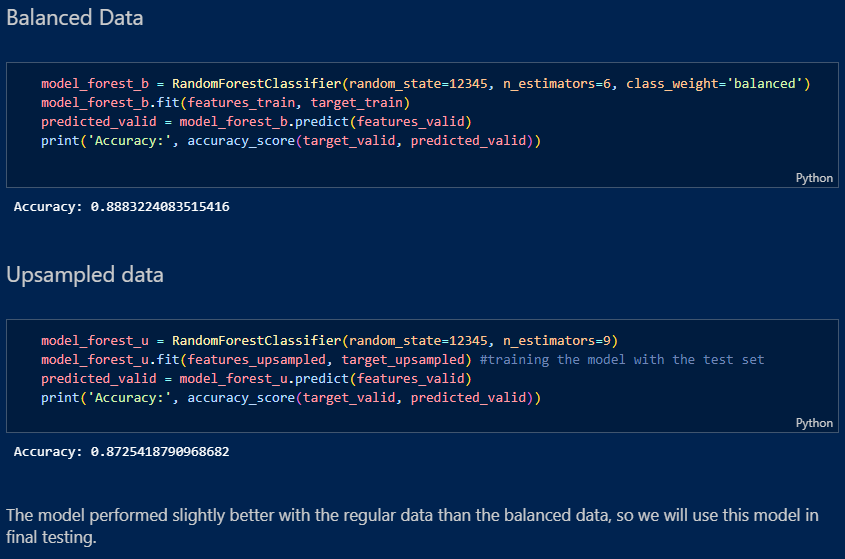 Balanced Data
model_forest_b = RandomForestClassifier(random_state=12345, n_estimators=6, class_weight='balanced')
model_forest_b.fit(features_train, target_train)
predicted_valid = model_forest_b.predict(features_valid)
print('Accuracy:', accuracy_score(target_valid, predicted_valid))
Python
Accuracy: 0.8883224083515416
Upsampled data
model_forest_u = RandomForestClassifier(random_state=12345, n_estimators=9)
model_forest_u.fit(features_upsampled, target_upsampled) #training the model with the test set
predicted_valid = model_forest_u.predict(features_valid)
print('Accuracy:', accuracy_score(target_valid, predicted_valid))
Python
Accuracy: 0.8725418790968682
The model performed slightly better with the regular data than the balanced data, so we will use this model in
final testing.